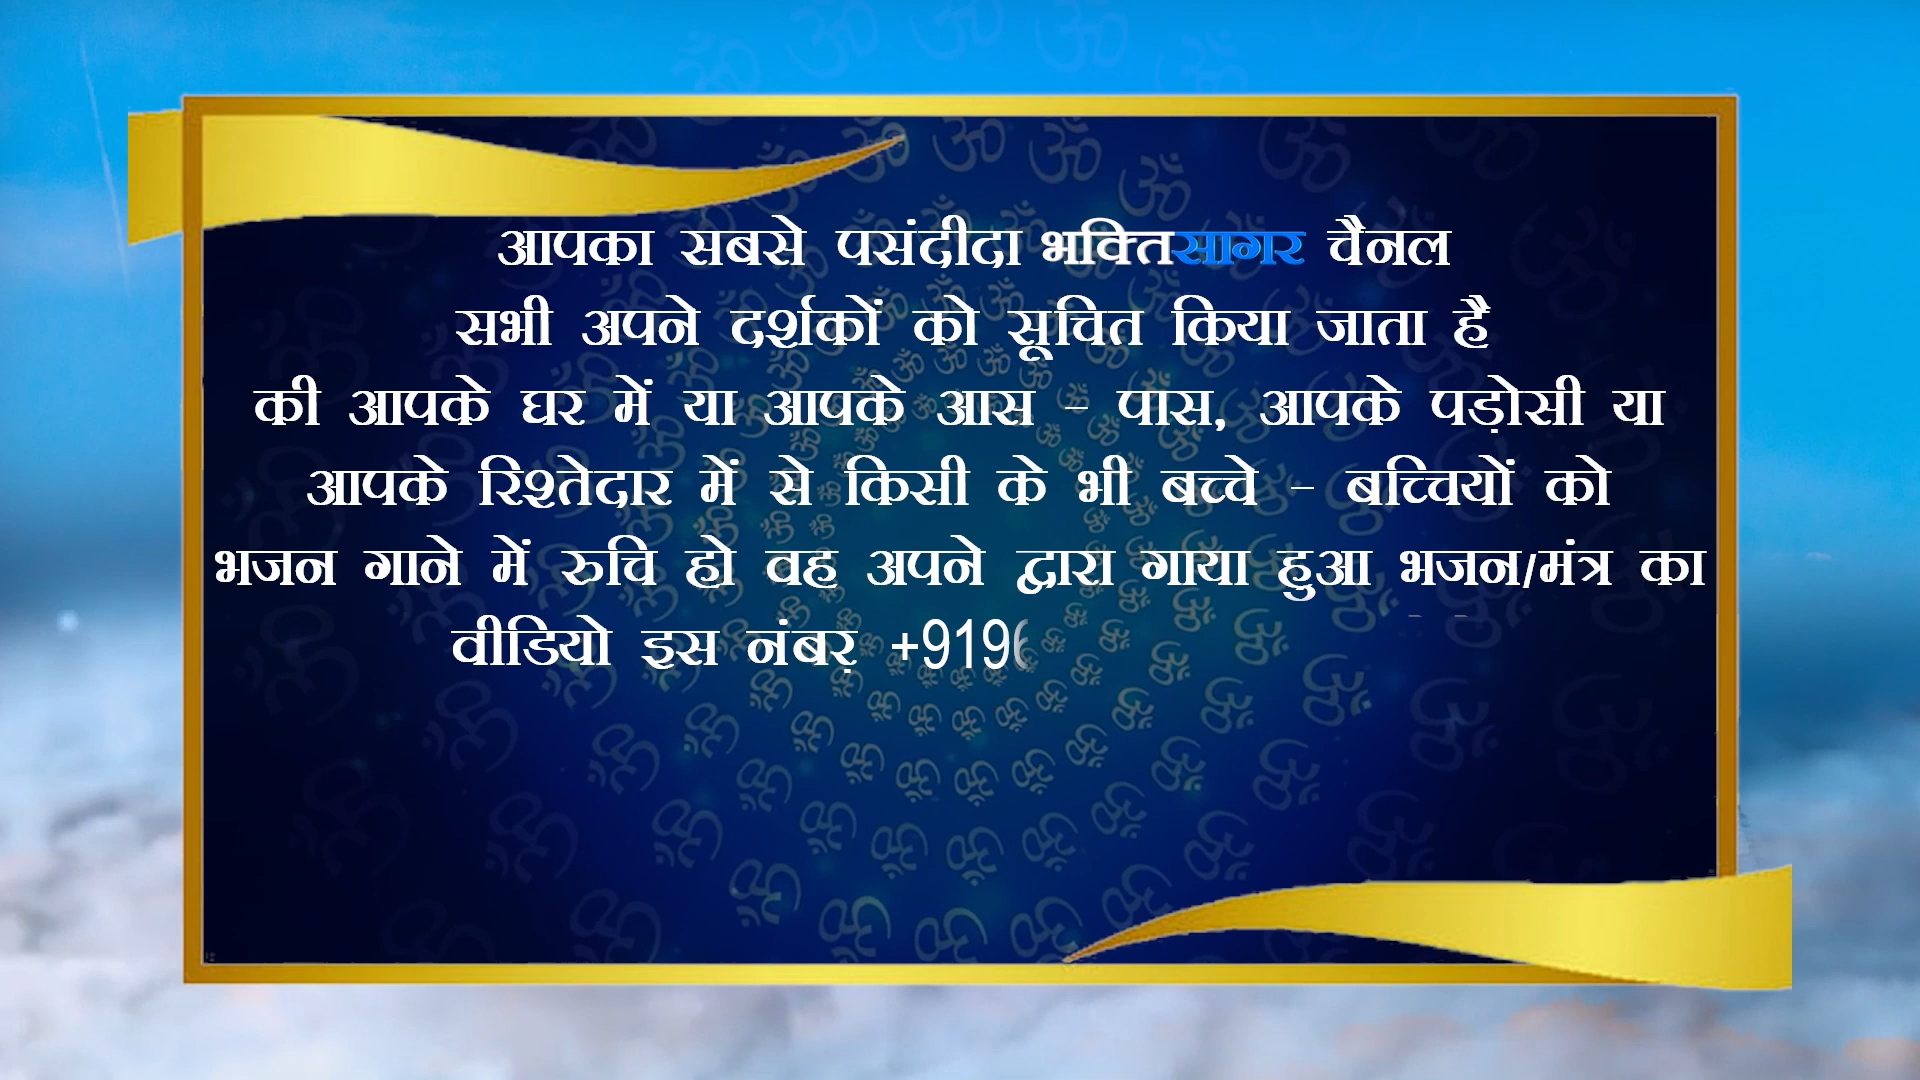 आपका सबसे पसंदीदा भक्तिसागर चैनल
सभी अपने दर्शकों को सूचित किया जाता है
की आपके घर में या आपके आस - पास, आपके पड़ोसी या
आपके रिश्तेदार में से किसी के भी बच्चे - बच्चियों को
भजन गाने में रुचि हो वह अपने द्वारा गाया हुआ भजन/मंत्र का
वीडियो इस नंबऱ +919